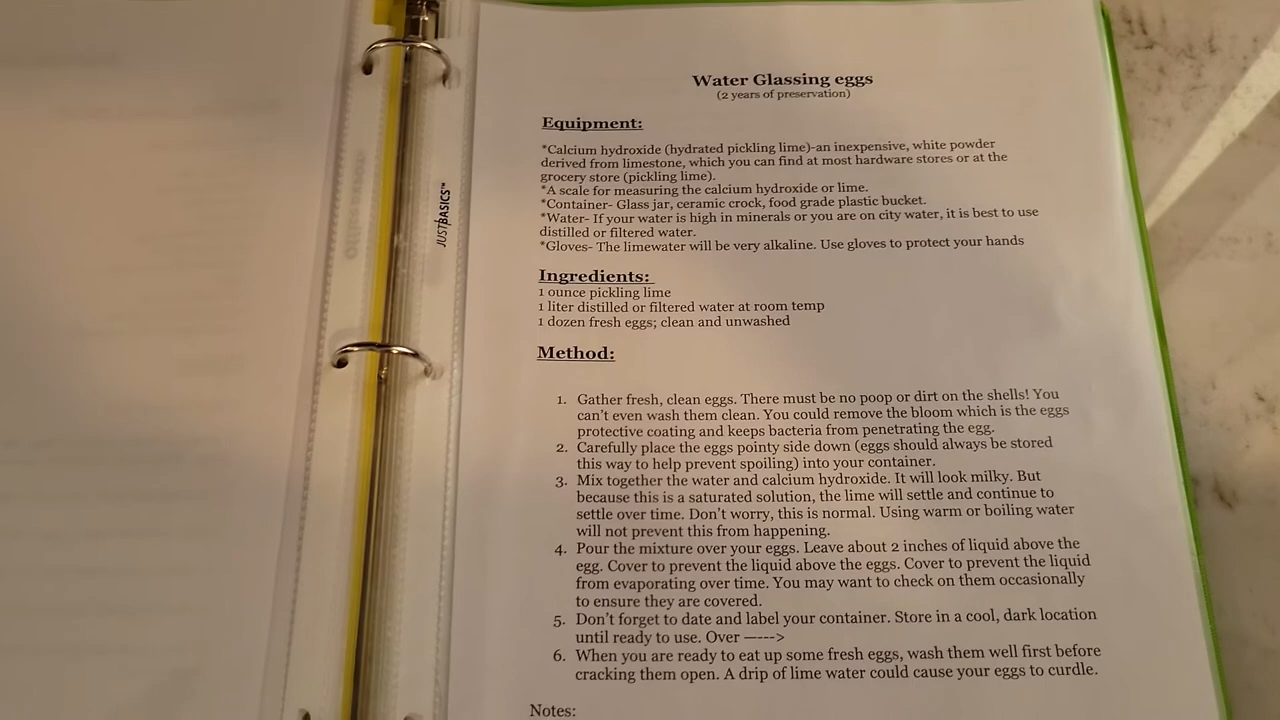 JUSTBASICS™
Water Glassing eggs
(2 years of preservation)
Equipment:
*Calcium hydroxide (hydrated pickling lime)-an inexpensive, white powder
derived from limestone, which you can find at most hardware stores or at the
grocery store (pickling lime).
*A scale for measuring the calcium hydroxide or lime.
*Container- Glass jar, ceramic crock, food grade plastic bucket.
*Water- If your water is high in minerals or you are on city water, it is best to use
distilled or filtered water.
*Gloves- The limewater will be very alkaline. Use gloves to protect your hands
Ingredients:
1 ounce pickling lime
1 liter distilled or filtered water at room temp
1 dozen fresh eggs; clean and unwashed
Method:
1. Gather fresh, clean eggs. There must be no poop or dirt on the shells! You
can't even wash them clean. You could remove the bloom which is the eggs
protective coating and keeps bacteria from penetrating the egg.
2. Carefully place the eggs pointy side down (eggs should always be stored
this way to help prevent spoiling) into your container.
3. Mix together the water and calcium hydroxide. It will look milky. But
because this is a saturated solution, the lime will settle and continue to
settle over time. Don't worry, this is normal. Using warm or boiling water
will not prevent this from happening.
4. Pour the mixture over your eggs. Leave about 2 inches of liquid above the
egg. Cover to prevent the liquid above the eggs. Cover to prevent the liquid
from evaporating over time. You may want to check on them occasionally
to ensure they are covered.
5. Don't forget to date and label your container. Store in a cool, dark location
until ready to use. Over ----->
6. When you are ready to eat up some fresh eggs, wash them well first before
cracking them open. A drip of lime water could cause your eggs to curdle.
Notes: